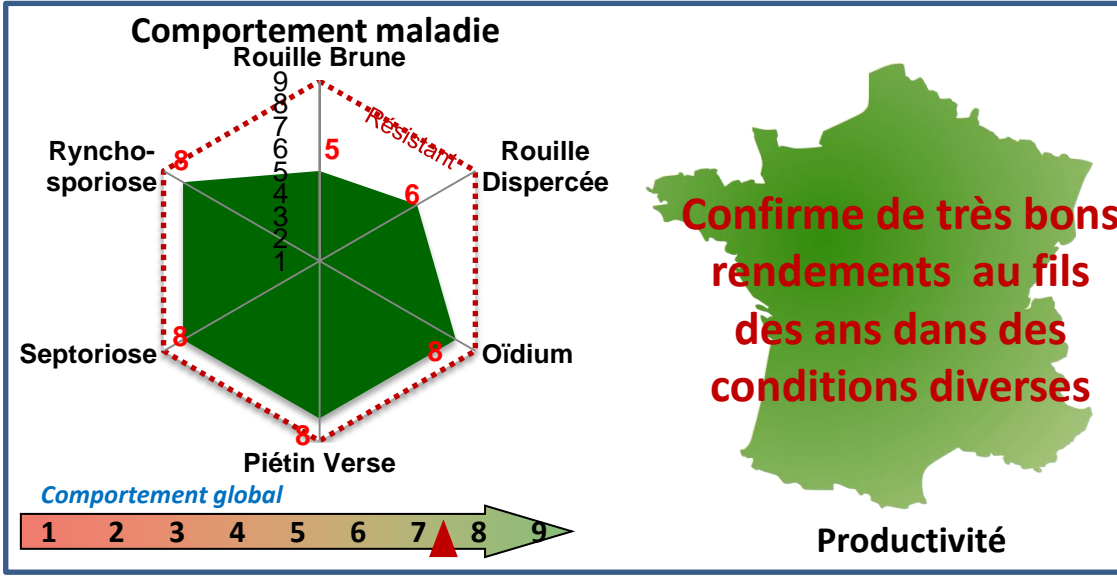 Comportement maladie
Rouille Brune
9
8
7
6
5
4
3
2
1
Résistant
5
Rouille
Dispercée
6
Oïdium
8
Piétin Verse
8
Septoriose
8
Ryncho-
sporiose
8
Comportement global
1 2 3 4 5 6 7 8 9
Confirme de très bons
rendements au fils
des ans dans des
conditions diverses
Productivité